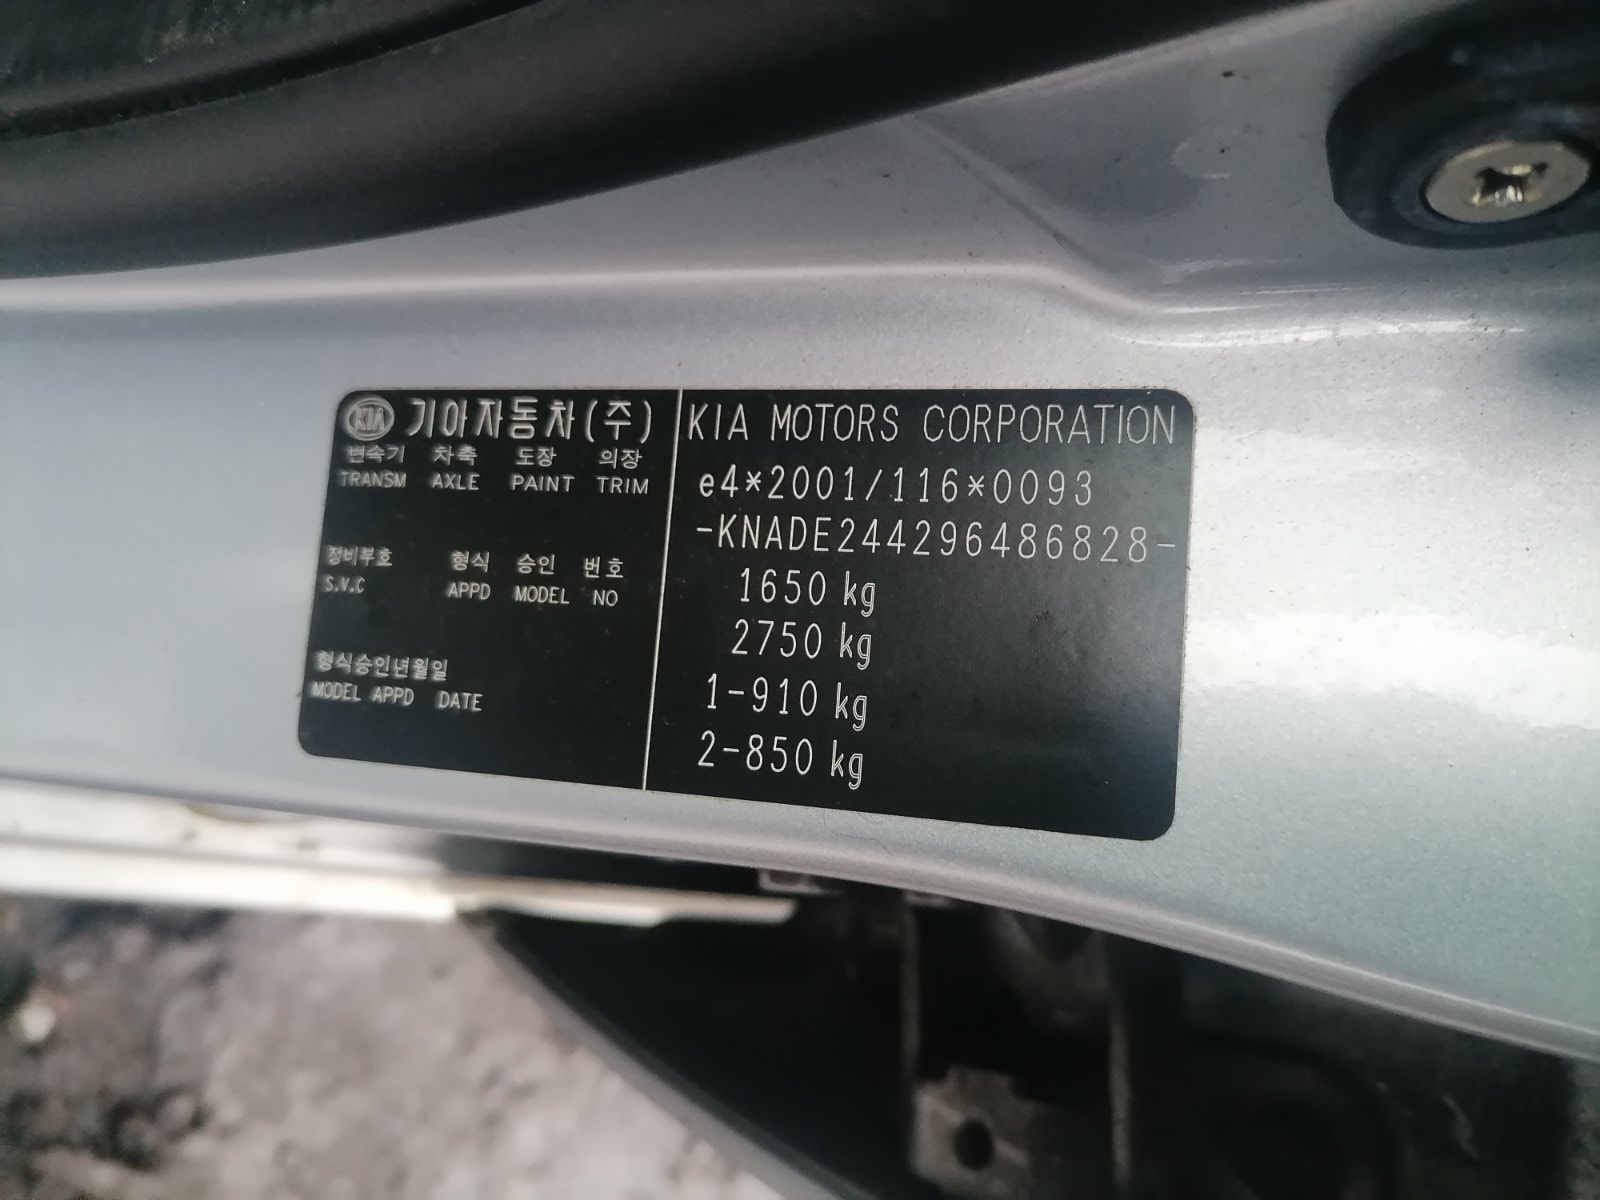 KIA 기아자동차(주)
변속기 차축 도장 의장
TRANSM AXLE PAINT TRIM
정비부호 형식 승인 번호
S.V.C APPD MODEL NO
형식승인년월일
MODEL APPD DATE
KIA MOTORS CORPORATION
e4*2001/116*0093
-KNADE244296486828-
1650 kg
2750 kg
1-910 kg
2-850 kg